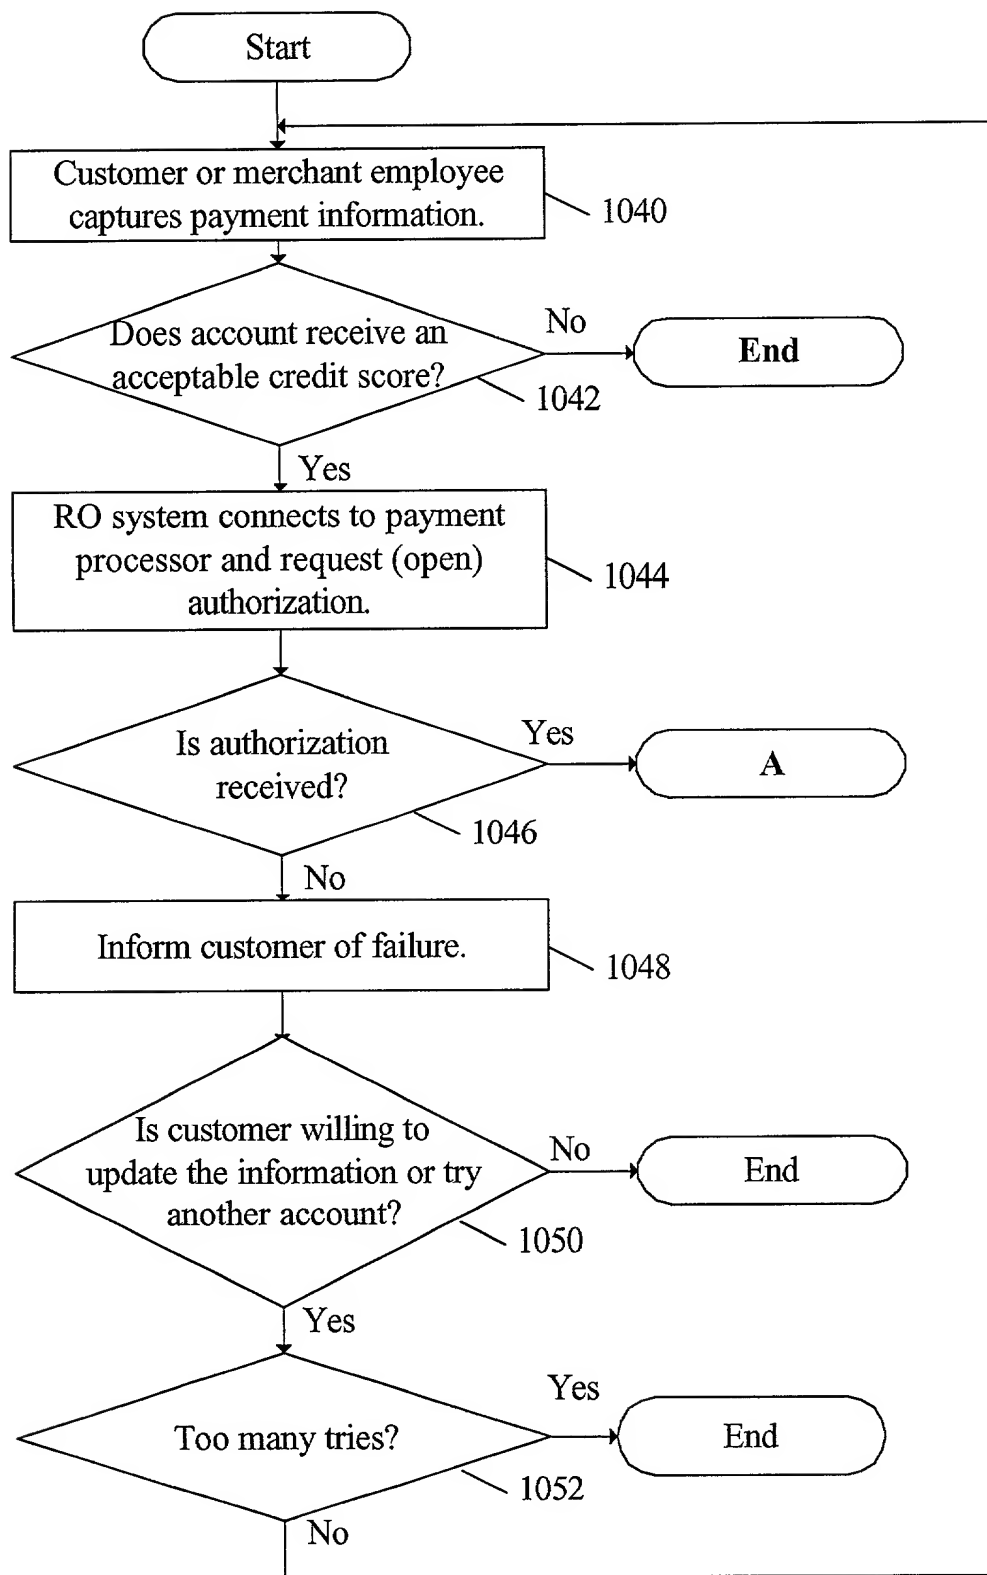 Start
Customer or merchant employee
captures payment information.
1040
Does account receive an
acceptable credit score?
1042
No
End
Yes
RO system connects to payment
processor and request (open)
authorization.
1044
Is authorization
received?
1046
Yes
A
No
Inform customer of failure.
1048
Is customer willing to
update the information or try
another account?
1050
No
End
Yes
Too many tries?
1052
Yes
End
No